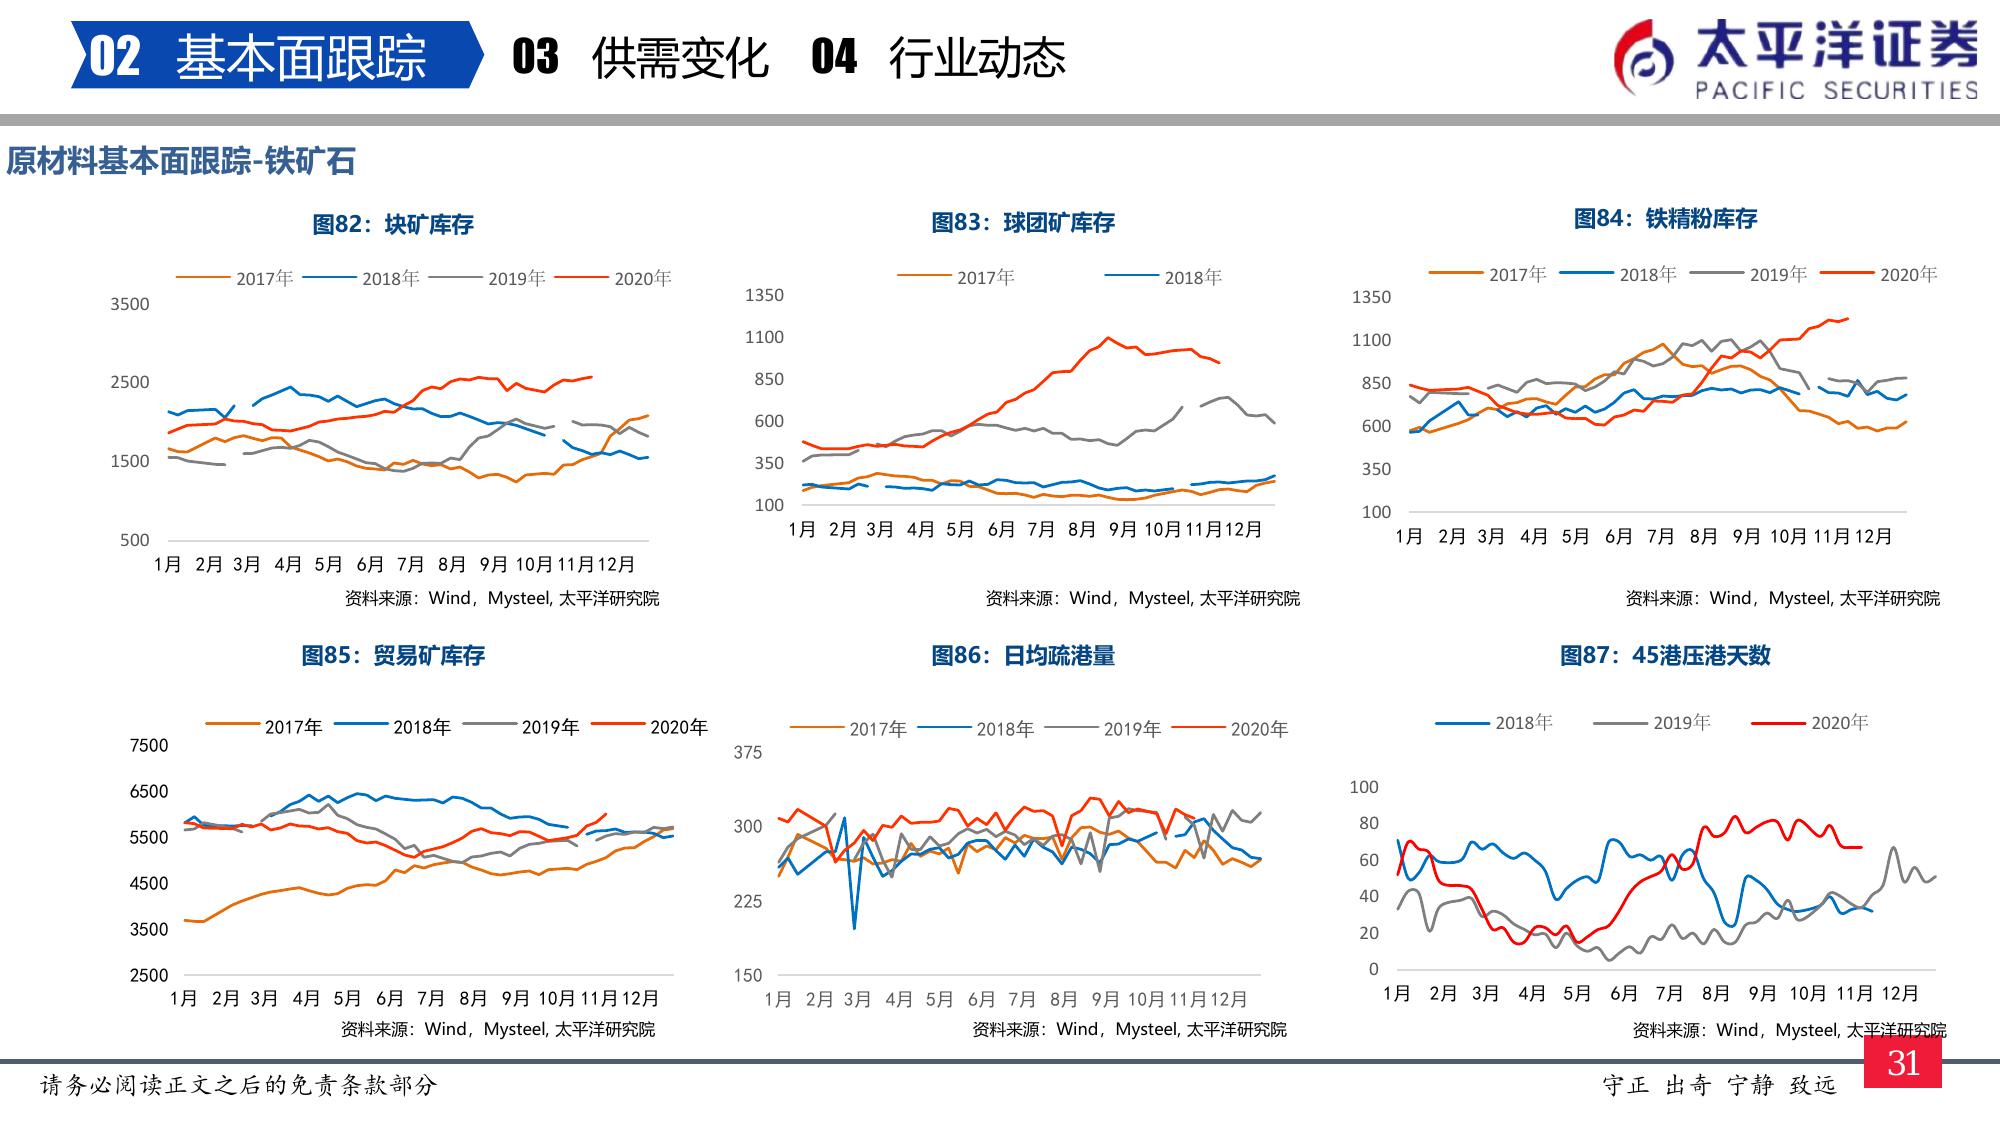 02 基本面跟踪 03 供需变化 04 行业动态
太平洋证券
PACIFIC SECURITIES
原材料基本面跟踪-铁矿石
图82：块矿库存
2017年 2018年 2019年 2020年
3500
2500
1500
500
1月 2月 3月 4月 5月 6月 7月 8月 9月 10月 11月 12月
资料来源：Wind，Mysteel, 太平洋研究院
图83：球团矿库存
2017年 2018年
1350
1100
850
600
350
100
1月 2月 3月 4月 5月 6月 7月 8月 9月 10月 11月 12月
资料来源：Wind，Mysteel, 太平洋研究院
图84：铁精粉库存
2017年 2018年 2019年 2020年
1350
1100
850
600
350
100
1月 2月 3月 4月 5月 6月 7月 8月 9月 10月 11月 12月
资料来源：Wind，Mysteel, 太平洋研究院
图85：贸易矿库存
2017年 2018年 2019年 2020年
7500
6500
5500
4500
3500
2500
1月 2月 3月 4月 5月 6月 7月 8月 9月 10月 11月 12月
资料来源：Wind，Mysteel, 太平洋研究院
图86：日均疏港量
2017年 2018年 2019年 2020年
375
300
225
150
1月 2月 3月 4月 5月 6月 7月 8月 9月 10月 11月 12月
资料来源：Wind，Mysteel, 太平洋研究院
图87：45港压港天数
2018年 2019年 2020年
100
80
60
40
20
0
1月 2月 3月 4月 5月 6月 7月 8月 9月 10月 11月 12月
资料来源：Wind，Mysteel, 太平洋研究院
请务必阅读正文之后的免责条款部分
守正 出奇 宁静 致远
31